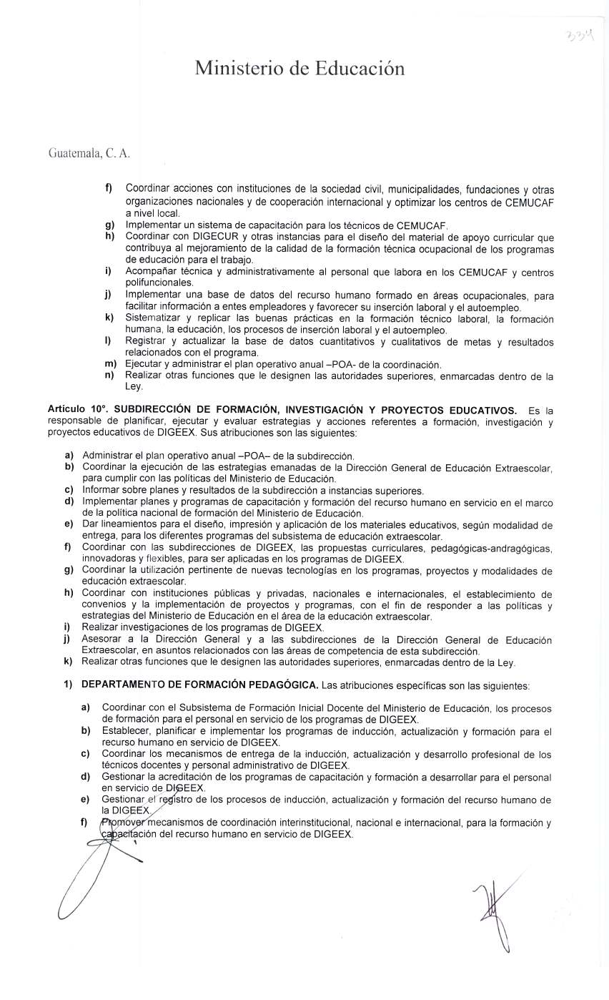 334
Ministerio de Educación
Guatemala, C. A.
f) Coordinar acciones con instituciones de la sociedad civil, municipalidades, fundaciones y otras
organizaciones nacionales y de cooperación internacional y optimizar los centros de CEMUCAF
a nivel local.
g) Implementar un sistema de capacitación para los técnicos de CEMUCAF.
h) Coordinar con DIGECUR y otras instancias para el diseño del material de apoyo curricular que
contribuya al mejoramiento de la calidad de la formación técnica ocupacional de los programas
de educación para el trabajo.
i) Acompañar técnica y administrativamente al personal que labora en los CEMUCAF y centros
polifuncionales.
j) Implementar una base de datos del recurso humano formado en áreas ocupacionales, para
facilitar información a entes empleadores y favorecer su inserción laboral y el autoempleo.
k) Sistematizar y replicar las buenas prácticas en la formación técnico laboral, la formación
humana, la educación, los procesos de inserción laboral y el autoempleo.
l) Registrar y actualizar la base de datos cuantitativos y cualitativos de metas y resultados
relacionados con el programa.
m) Ejecutar y administrar el plan operativo anual –POA- de la coordinación.
n) Realizar otras funciones que le designen las autoridades superiores, enmarcadas dentro de la
Ley.
Artículo 10°. SUBDIRECCIÓN DE FORMACIÓN, INVESTIGACIÓN Y PROYECTOS EDUCATIVOS. Es la
responsable de planificar, ejecutar y evaluar estrategias y acciones referentes a formación, investigación y
proyectos educativos de DIGEEX. Sus atribuciones son las siguientes:
a) Administrar el plan operativo anual –POA– de la subdirección.
b) Coordinar la ejecución de las estrategias emanadas de la Dirección General de Educación Extraescolar,
para cumplir con las políticas del Ministerio de Educación.
c) Informar sobre planes y resultados de la subdirección a instancias superiores.
d) Implementar planes y programas de capacitación y formación del recurso humano en servicio en el marco
de la política nacional de formación del Ministerio de Educación.
e) Dar lineamientos para el diseño, impresión y aplicación de los materiales educativos, según modalidad de
entrega, para los diferentes programas del subsistema de educación extraescolar.
f) Coordinar con las subdirecciones de DIGEEX, las propuestas curriculares, pedagógicas-andragógicas,
innovadoras y flexibles, para ser aplicadas en los programas de DIGEEX.
g) Coordinar la utilización pertinente de nuevas tecnologías en los programas, proyectos y modalidades de
educación extraescolar.
h) Coordinar con instituciones públicas y privadas, nacionales e internacionales, el establecimiento de
convenios y la implementación de proyectos y programas, con el fin de responder a las políticas y
estrategias del Ministerio de Educación en el área de la educación extraescolar.
i) Realizar investigaciones de los programas de DIGEEX.
j) Asesorar a la Dirección General y a las subdirecciones de la Dirección General de Educación
Extraescolar, en asuntos relacionados con las áreas de competencia de esta subdirección.
k) Realizar otras funciones que le designen las autoridades superiores, enmarcadas dentro de la Ley.
1) DEPARTAMENTO DE FORMACIÓN PEDAGÓGICA. Las atribuciones específicas son las siguientes:
a) Coordinar con el Subsistema de Formación Inicial Docente del Ministerio de Educación, los procesos
de formación para el personal en servicio de los programas de DIGEEX.
b) Establecer, planificar e implementar los programas de inducción, actualización y formación para el
recurso humano en servicio de DIGEEX.
c) Coordinar los mecanismos de entrega de la inducción, actualización y desarrollo profesional de los
técnicos docentes y personal administrativo de DIGEEX.
d) Gestionar la acreditación de los programas de capacitación y formación a desarrollar para el personal
en servicio de DIGEEX.
e) Gestionar el registro de los procesos de inducción, actualización y formación del recurso humano de
la DIGEEX.
f) Promover mecanismos de coordinación interinstitucional, nacional e internacional, para la formación y
capacitación del recurso humano en servicio de DIGEEX.